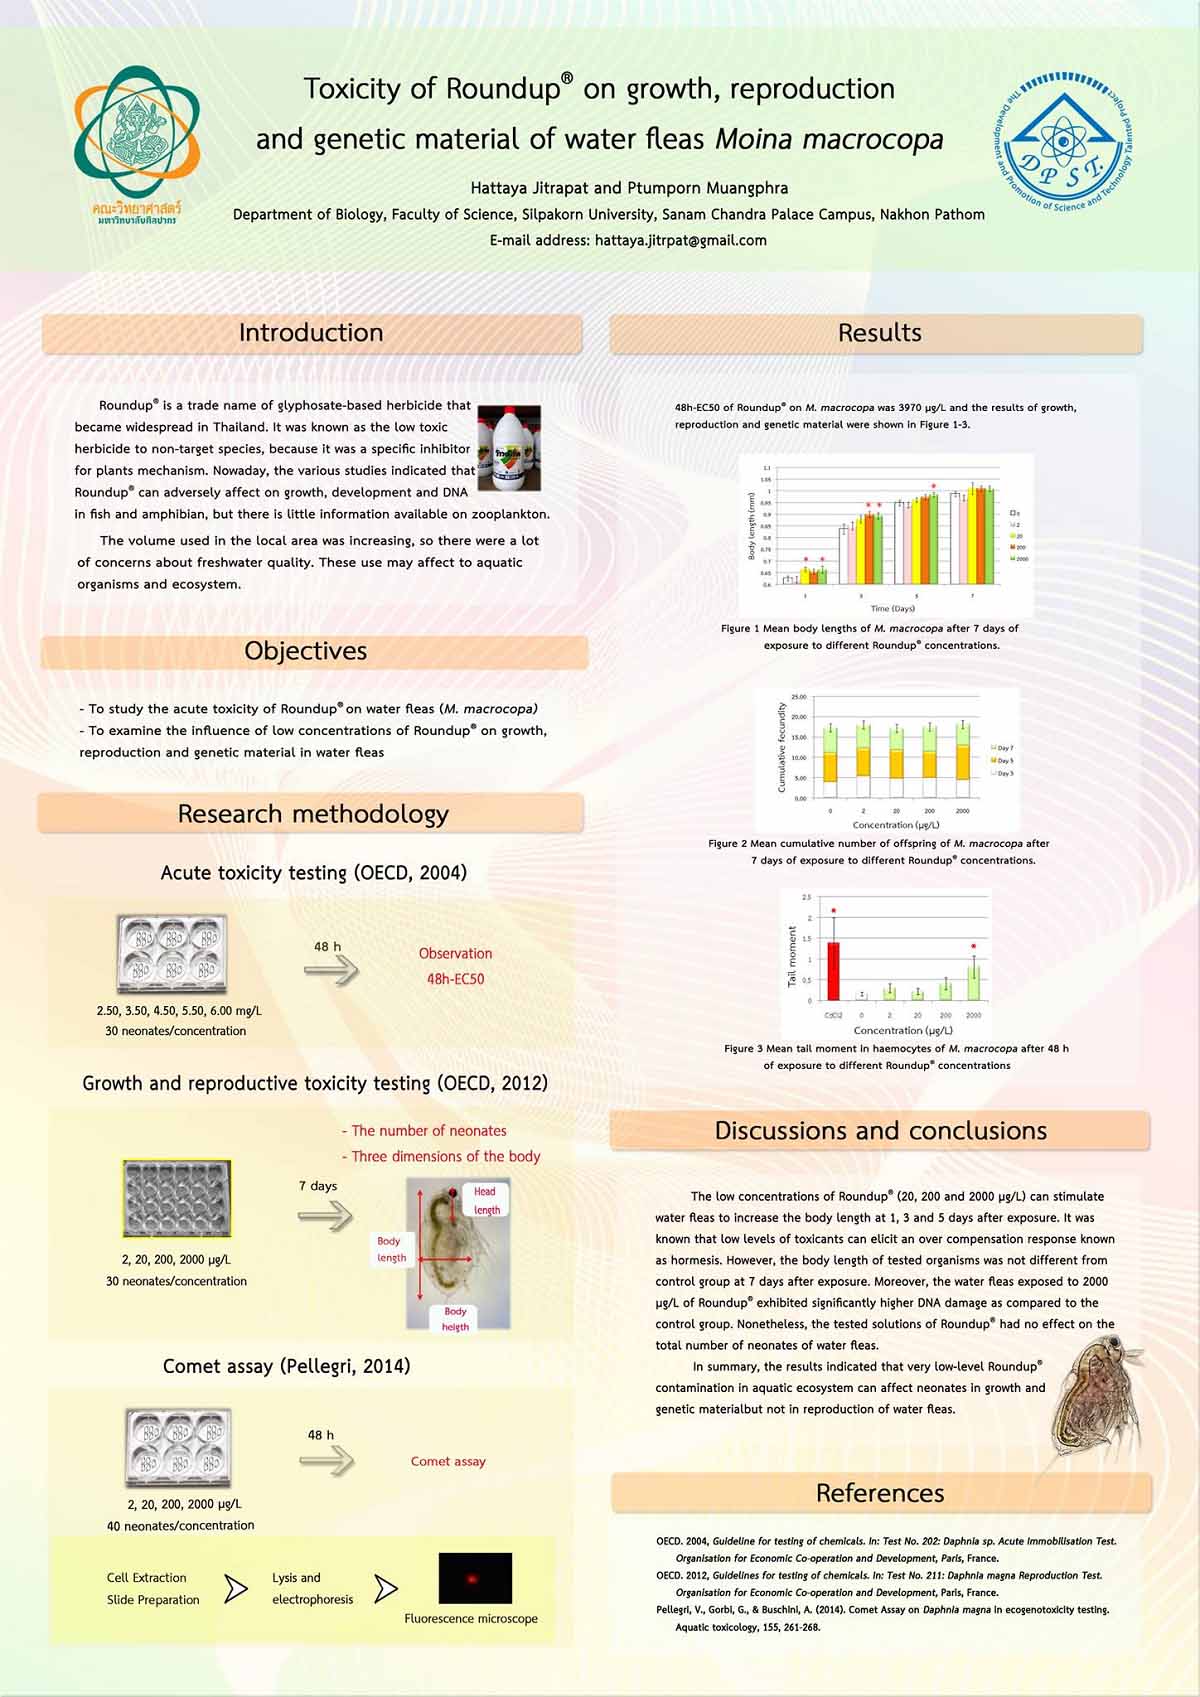 Toxicity of Roundup® on growth, reproduction
and genetic material of water fleas Moina macrocopa
Hattaya Jitrapat and Ptumporn Muangphra
Department of Biology, Faculty of Science, Silpakorn University, Sanam Chandra Palace Campus, Nakhon Pathom
E-mail address: hattaya.jitrpat@gmail.com
คณะวิทยาศาสตร์
มหาวิทยาลัยศิลปากร
The Development and Promotion of Science and Technology Talented Project
DPST.
Introduction
Roundup® is a trade name of glyphosate-based herbicide that
became widespread in Thailand. It was known as the low toxic
herbicide to non-target species, because it was a specific inhibitor
for plants mechanism. Nowaday, the various studies indicated that
Roundup® can adversely affect on growth, development and DNA
in fish and amphibian, but there is little information available on zooplankton.
The volume used in the local area was increasing, so there were a lot
of concerns about freshwater quality. These use may affect to aquatic
organisms and ecosystem.
Objectives
- To study the acute toxicity of Roundup® on water fleas (M. macrocopa)
- To examine the influence of low concentrations of Roundup® on growth,
reproduction and genetic material in water fleas
Research methodology
Acute toxicity testing (OECD, 2004)
48 h
Observation
48h-EC50
2.50, 3.50, 4.50, 5.50, 6.00 mg/L
30 neonates/concentration
Growth and reproductive toxicity testing (OECD, 2012)
- The number of neonates
- Three dimensions of the body
7 days
Head
length
Body
length
Body
heigth
2, 20, 200, 2000 µg/L
30 neonates/concentration
Comet assay (Pellegri, 2014)
48 h
Comet assay
2, 20, 200, 2000 µg/L
40 neonates/concentration
Cell Extraction
Slide Preparation
Lysis and
electrophoresis
Fluorescence microscope
Results
48h-EC50 of Roundup® on M. macrocopa was 3970 µg/L and the results of growth,
reproduction and genetic material were shown in Figure 1-3.
Body length (mm)
1.1
1.05
1
0.95
0.9
0.85
0.8
0.75
0.7
0.65
0.6
1 3 5 7
Time (Days)
0
2
20
200
2000
Figure 1 Mean body lengths of M. macrocopa after 7 days of
exposure to different Roundup® concentrations.
Cumulative fecundity
25.00
20.00
15.00
10.00
5.00
0.00
0 2 20 200 2000
Concentration (µg/L)
Day 7
Day 5
Day 3
Figure 2 Mean cumulative number of offspring of M. macrocopa after
7 days of exposure to different Roundup® concentrations.
Tail moment
2.5
2
1.5
1
0.5
0
CdCl2 0 2 20 200 2000
Concentration (µg/L)
Figure 3 Mean tail moment in haemocytes of M. macrocopa after 48 h
of exposure to different Roundup® concentrations
Discussions and conclusions
The low concentrations of Roundup® (20, 200 and 2000 µg/L) can stimulate
water fleas to increase the body length at 1, 3 and 5 days after exposure. It was
known that low levels of toxicants can elicit an over compensation response known
as hormesis. However, the body length of tested organisms was not different from
control group at 7 days after exposure. Moreover, the water fleas exposed to 2000
µg/L of Roundup® exhibited significantly higher DNA damage as compared to the
control group. Nonetheless, the tested solutions of Roundup® had no effect on the
total number of neonates of water fleas.
In summary, the results indicated that very low-level Roundup®
contamination in aquatic ecosystem can affect neonates in growth and
genetic materialbut not in reproduction of water fleas.
References
OECD. 2004, Guideline for testing of chemicals. In: Test No. 202: Daphnia sp. Acute Immobilisation Test.
Organisation for Economic Co-operation and Development, Paris, France.
OECD. 2012, Guidelines for testing of chemicals. In: Test No. 211: Daphnia magna Reproduction Test.
Organisation for Economic Co-operation and Development, Paris, France.
Pellegri, V., Gorbi, G., & Buschini, A. (2014). Comet Assay on Daphnia magna in ecogenotoxicity testing.
Aquatic toxicology, 155, 261-268.